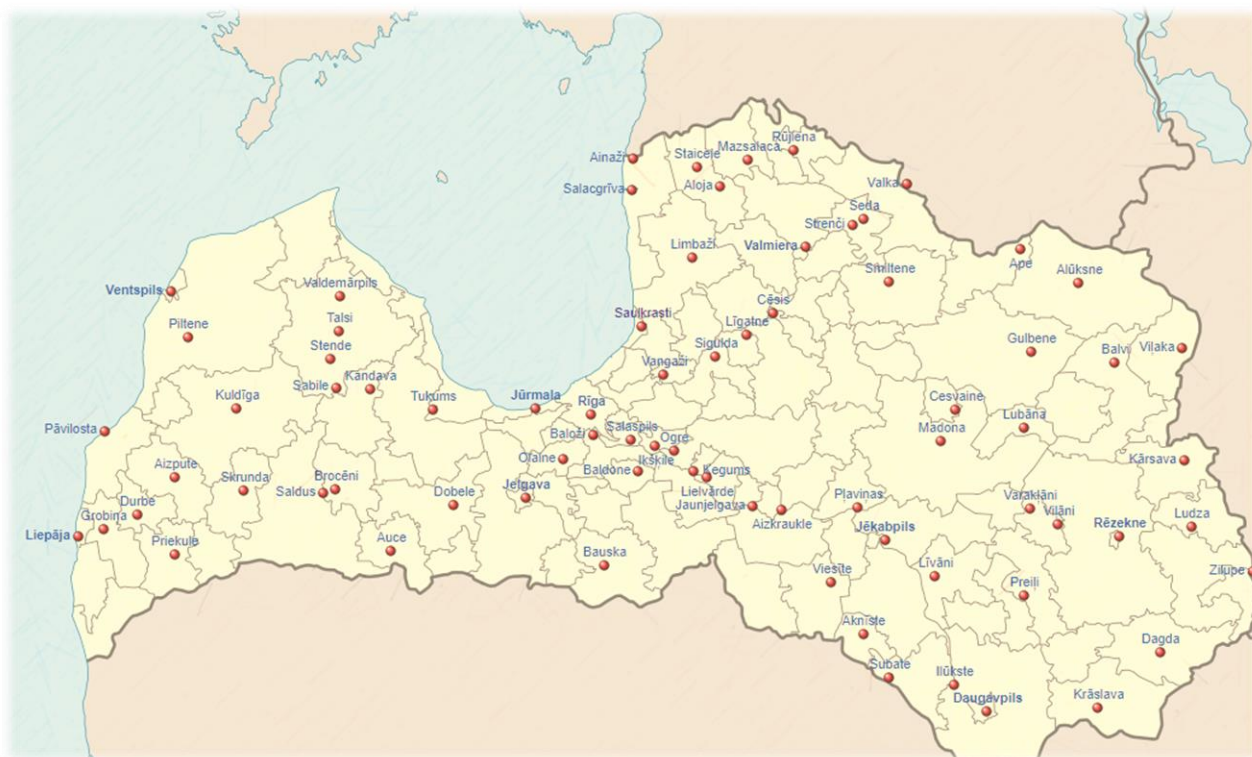 Rūjiena
Mazsalaca
Ainaži
Staicele
Salacgrīva
Aloja
Valka
Seda
Strenči
Limbaži
Valmiera
Ape
Alūksne
Smiltene
Valdemārpils
Ventspils
Cēsis
Saulkrasti
Līgatne
Piltene
Talsi
Sigulda
Gulbene
Stende
Balvi
Viļaka
Vangaži
Sabile
Kandava
Kuldīga
Tukums
Jūrmala
Rīga
Cesvaine
Lubāna
Pāvilosta
Baloži
Salaspils
Ogre
Madona
Olaine
Ikšķile
Kārsava
Aizpute
Skrunda
Brocēni
Baldone
Ķegums
Saldus
Dobele
Jelgava
Lielvārde
Jaunjelgava
Pļaviņas
Varakļāni
Viļāni
Durbe
Aizkraukle
Ludza
Grobiņa
Jēkabpils
Rēzekne
Liepāja
Priekule
Auce
Bauska
Viesīte
Līvāni
Zilupe
Preiļi
Aknīste
Dagda
Subate
Ilūkste
Daugavpils
Krāslava